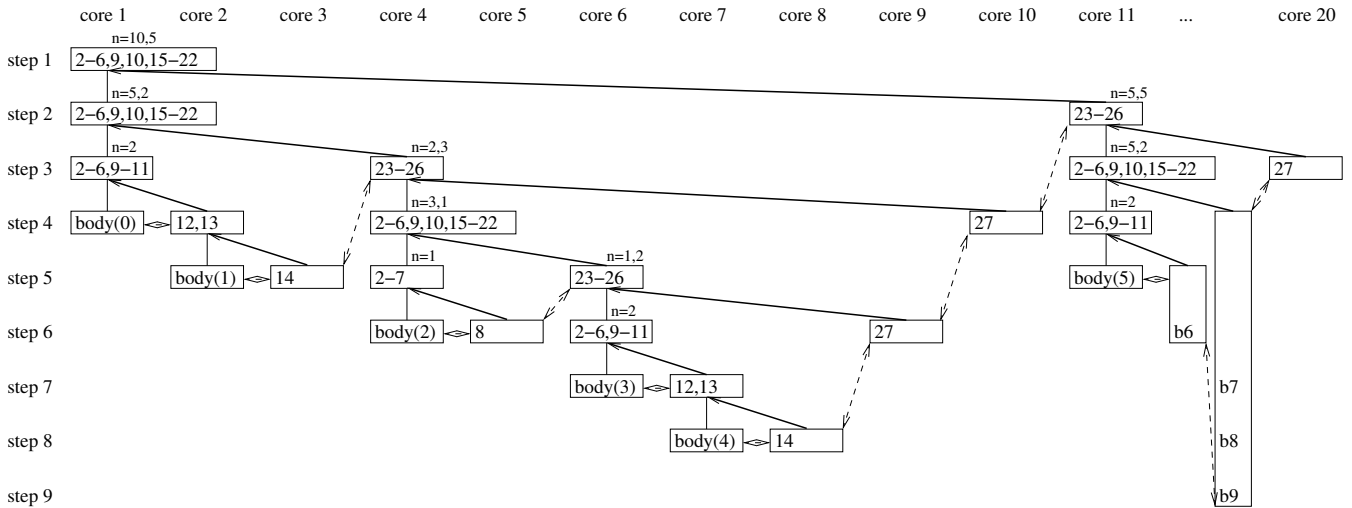 core 1 core 2 core 3 core 4 core 5 core 6 core 7 core 8 core 9 core 10 core 11 ... core 20
n=10,5
step 1 2−6,9,10,15−22
n=5,2 n=5,5
step 2 2−6,9,10,15−22 23−26
n=2 n=2,3 n=5,2
step 3 2−6,9−11 23−26 2−6,9,10,15−22 27
n=3,1 n=2
step 4 body(0) 12,13 2−6,9,10,15−22 27 2−6,9−11
n=1 n=1,2
step 5 body(1) 14 2−7 23−26 body(5)
n=2
step 6 body(2) 8 2−6,9−11 27 b6
step 7 body(3) 12,13 b7
step 8 body(4) 14 b8
step 9 b9